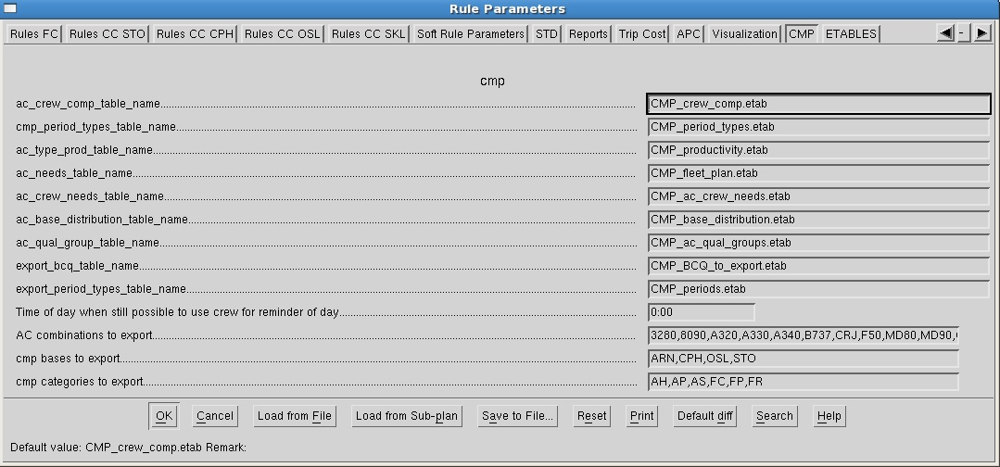 Rule Parameters
Rules FC Rules CC STO Rules CC CPH Rules CC OSL Rules CC SKL Soft Rule Parameters STD Reports Trip Cost APC Visualization CMP ETABLES -
cmp
ac_crew_comp_table_name CMP_crew_comp.etab
cmp_period_types_table_name CMP_period_types.etab
ac_type_prod_table_name CMP_productivity.etab
ac_needs_table_name CMP_fleet_plan.etab
ac_crew_needs_table_name CMP_ac_crew_needs.etab
ac_base_distribution_table_name CMP_base_distribution.etab
ac_qual_group_table_name CMP_ac_qual_groups.etab
export_bcq_table_name CMP_BCQ_to_export.etab
export_period_types_table_name CMP_periods.etab
Time of day when still possible to use crew for reminder of day 0:00
AC combinations to export 3280,8090,A320,A330,A340,B737,CRJ,F50,MD80,MD90,
cmp bases to export ARN,CPH,OSL,STO
cmp categories to export AH,AP,AS,FC,FP,FR
OK Cancel Load from File Load from Sub-plan Save to File... Reset Print Default diff Search Help
Default value: CMP_crew_comp.etab Remark: